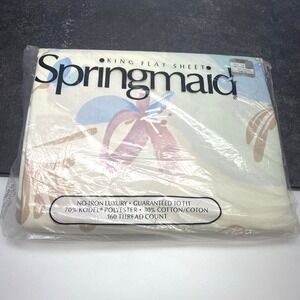 • KING FLAT SHEET •
Springmaid
NO-IRON LUXURY • GUARANTEED TO FIT
70% KODEL® POLYESTER • 30% COTTON/COTON
160 THREAD COUNT